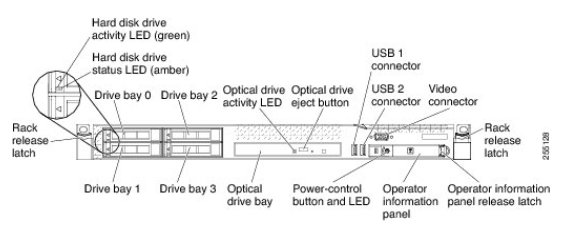 Hard disk drive
activity LED (green)
Hard disk drive
status LED (amber)
Drive bay 0
Drive bay 2
Optical drive
activity LED
Optical drive
eject button
USB 1
connector
USB 2
connector
Video
connector
Rack
release
latch
Rack
release
latch
Drive bay 1
Drive bay 3
Optical
drive bay
Power-control
button and LED
Operator
information
panel
Operator information
panel release latch
255128